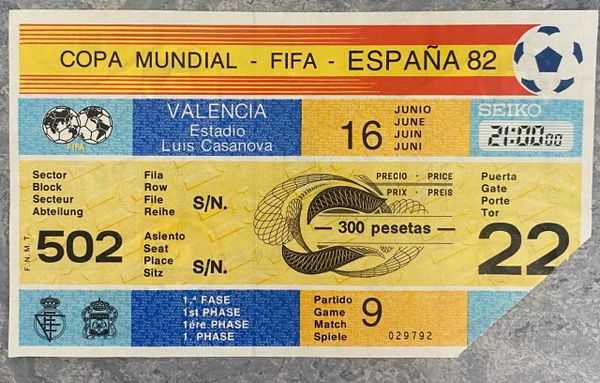 COPA MUNDIAL - FIFA - ESPAÑA 82
FIFA
VALENCIA
Estadio
Luis Casanova
16
JUNIO
JUNE
JUIN
JUNI
SEIKO
21:00 00
Sector
Block
Secteur
Abteilung
502
F.N.M.T.
Fila
Row
File
Reihe
S/N.
Asiento
Seat
Place
Sitz
S/N.
PRECIO · PRICE
PRIX · PREIS
300 pesetas
Puerta
Gate
Porte
Tor
22
1.ª FASE
1st PHASE
1ére PHASE
1. PHASE
Partido
Game
Match
Spiele
9
029792